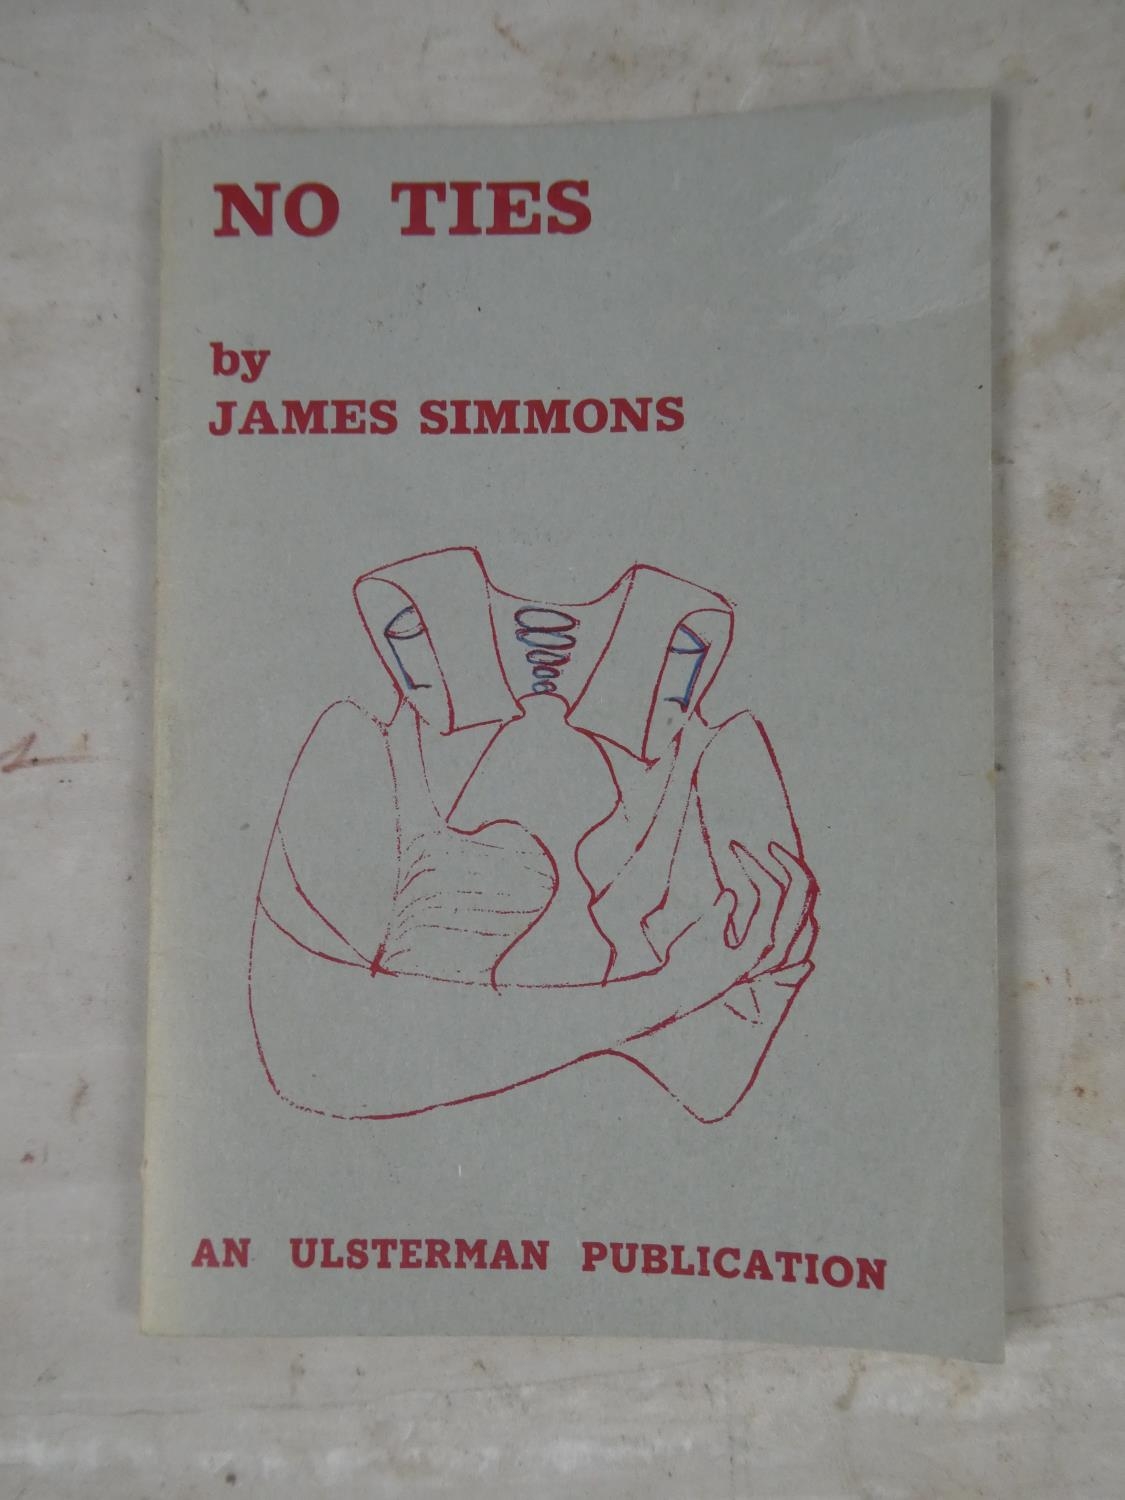 NO TIES
by
JAMES SIMMONS
AN ULSTERMAN PUBLICATION